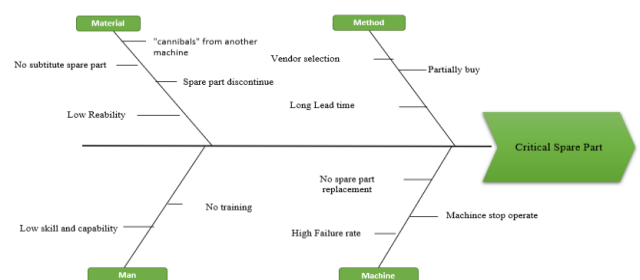 Material
Method
"cannibals" from another
machine
Vendor selection
No subtitute spare part
Partially buy
Spare part discontinue
Long Lead time
Low Reability
Critical Spare Part
No spare part
replacement
No training
Machince stop operate
Low skill and capability
High Failure rate
Man
Machine